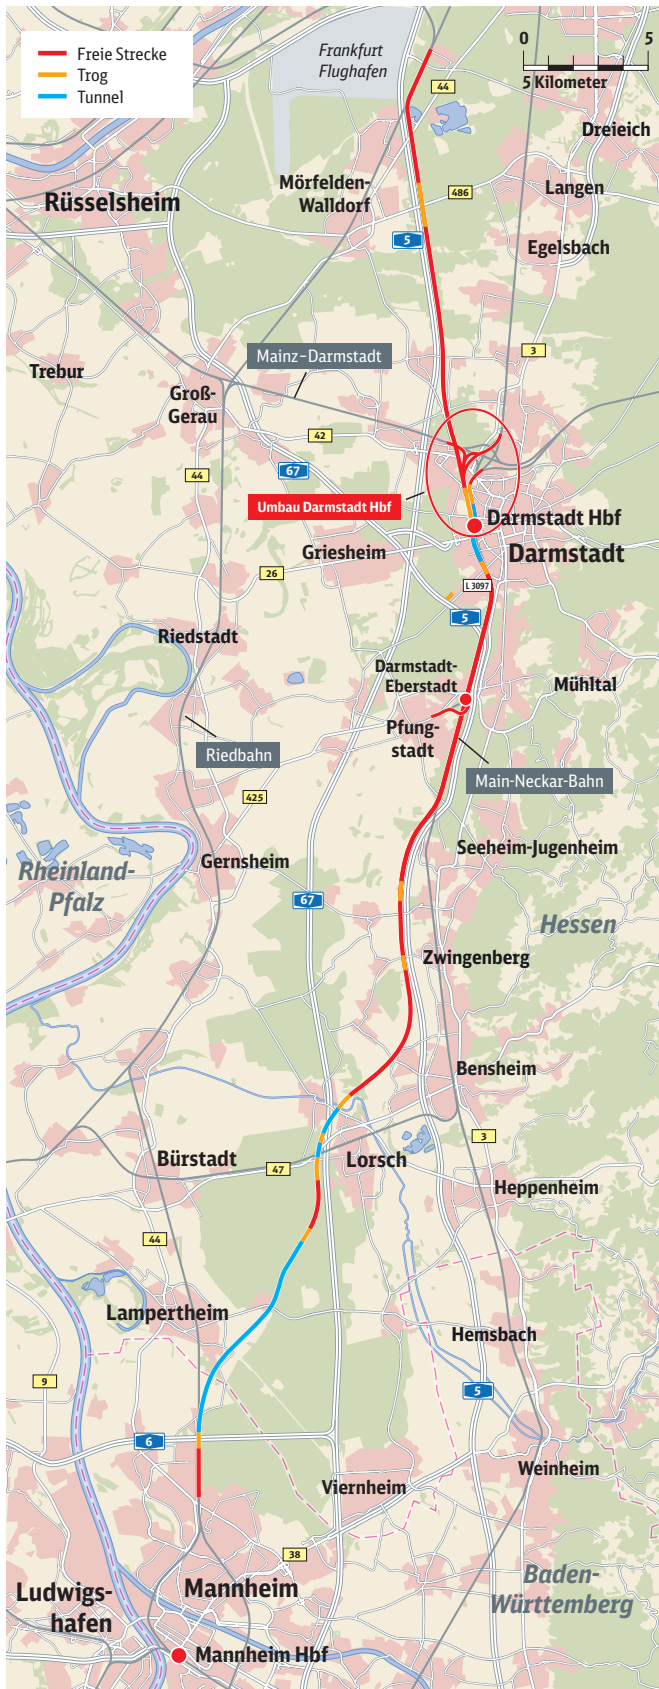 Freie Strecke
Trog
Tunnel
Frankfurt
Flughafen
0 5
5 Kilometer
44
Dreieich
Mörfelden-
Walldorf
486
Langen
Rüsselsheim
5
Egelsbach
3
Mainz–Darmstadt
Trebur
Groß-
Gerau
42
67
44
Umbau Darmstadt Hbf
Darmstadt Hbf
Griesheim
Darmstadt
26
L 3097
5
Riedstadt
Darmstadt-
Eberstadt
Mühltal
Pfung-
stadt
Riedbahn
Main-Neckar-Bahn
425
Seeheim-Jugenheim
Gernsheim
Rheinland-
Pfalz
67
Hessen
Zwingenberg
Bensheim
3
Bürstadt
Lorsch
47
Heppenheim
44
Lampertheim
Hemsbach
9
5
6
Weinheim
Viernheim
38
Baden-
Württemberg
Ludwigs-
hafen
Mannheim
Mannheim Hbf